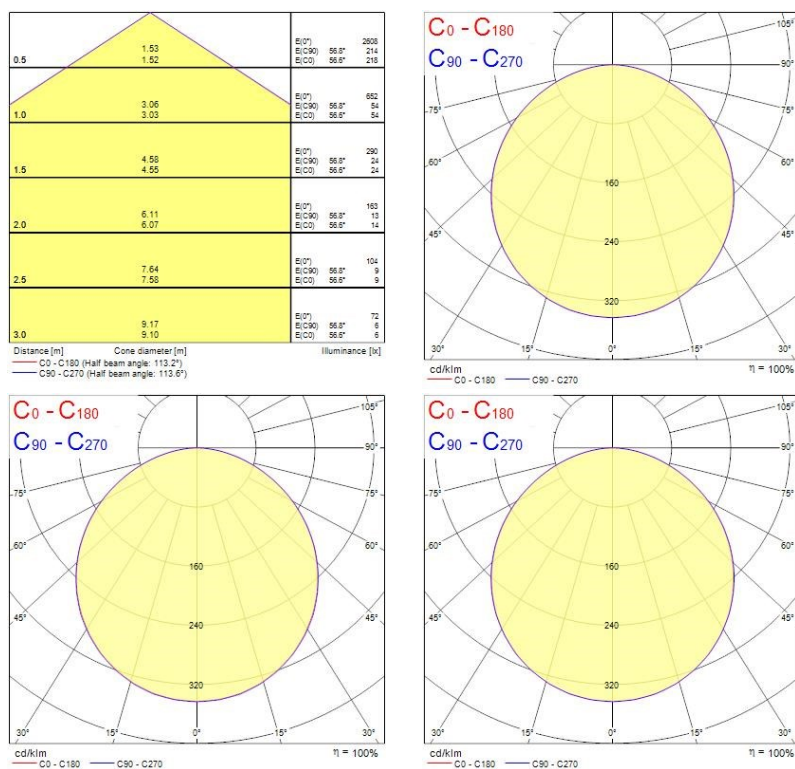 E(0°) 2608
1.53 E(C90) 56.8° 214
0.5 1.52 E(C0) 56.6° 218
E(0°) 652
3.06 E(C90) 56.8° 54
1.0 3.03 E(C0) 56.6° 54
E(0°) 290
4.58 E(C90) 56.8° 24
1.5 4.55 E(C0) 56.6° 24
E(0°) 163
6.11 E(C90) 56.8° 13
2.0 6.07 E(C0) 56.6° 14
E(0°) 104
7.64 E(C90) 56.8° 9
2.5 7.58 E(C0) 56.6° 9
E(0°) 72
9.17 E(C90) 56.8° 6
3.0 9.10 E(C0) 56.6° 6
Distance [m] Cone diameter [m] Illuminance [lx]
C0 - C180 (Half beam angle: 113.2°)
C90 - C270 (Half beam angle: 113.6°)
C0 - C180
C90 - C270
105°
90°
75° 75°
60° 60°
160
45° 45°
240
320
30° 15° 0° 15° 30°
cd/klm η = 100%
C0 - C180 C90 - C270
C0 - C180
C90 - C270
105°
90°
75° 75°
60° 60°
160
45° 45°
240
320
30° 15° 0° 15° 30°
cd/klm η = 100%
C0 - C180 C90 - C270
C0 - C180
C90 - C270
105°
90°
75° 75°
60° 60°
160
45° 45°
240
320
30° 15° 0° 15° 30°
cd/klm η = 100%
C0 - C180 C90 - C270